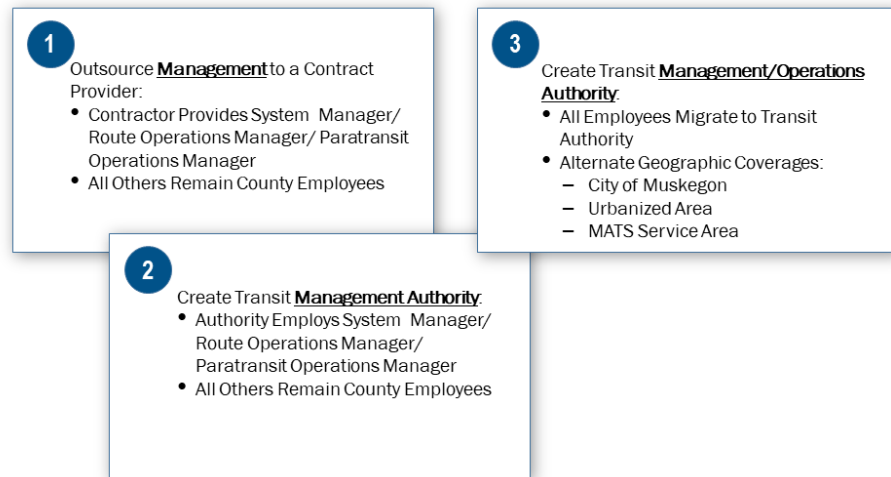 1
Outsource Management to a Contract
Provider:
• Contractor Provides System Manager/
Route Operations Manager/ Paratransit
Operations Manager
• All Others Remain County Employees
2
Create Transit Management Authority:
• Authority Employs System Manager/
Route Operations Manager/
Paratransit Operations Manager
• All Others Remain County Employees
3
Create Transit Management/Operations
Authority:
• All Employees Migrate to Transit
Authority
• Alternate Geographic Coverages:
– City of Muskegon
– Urbanized Area
– MATS Service Area